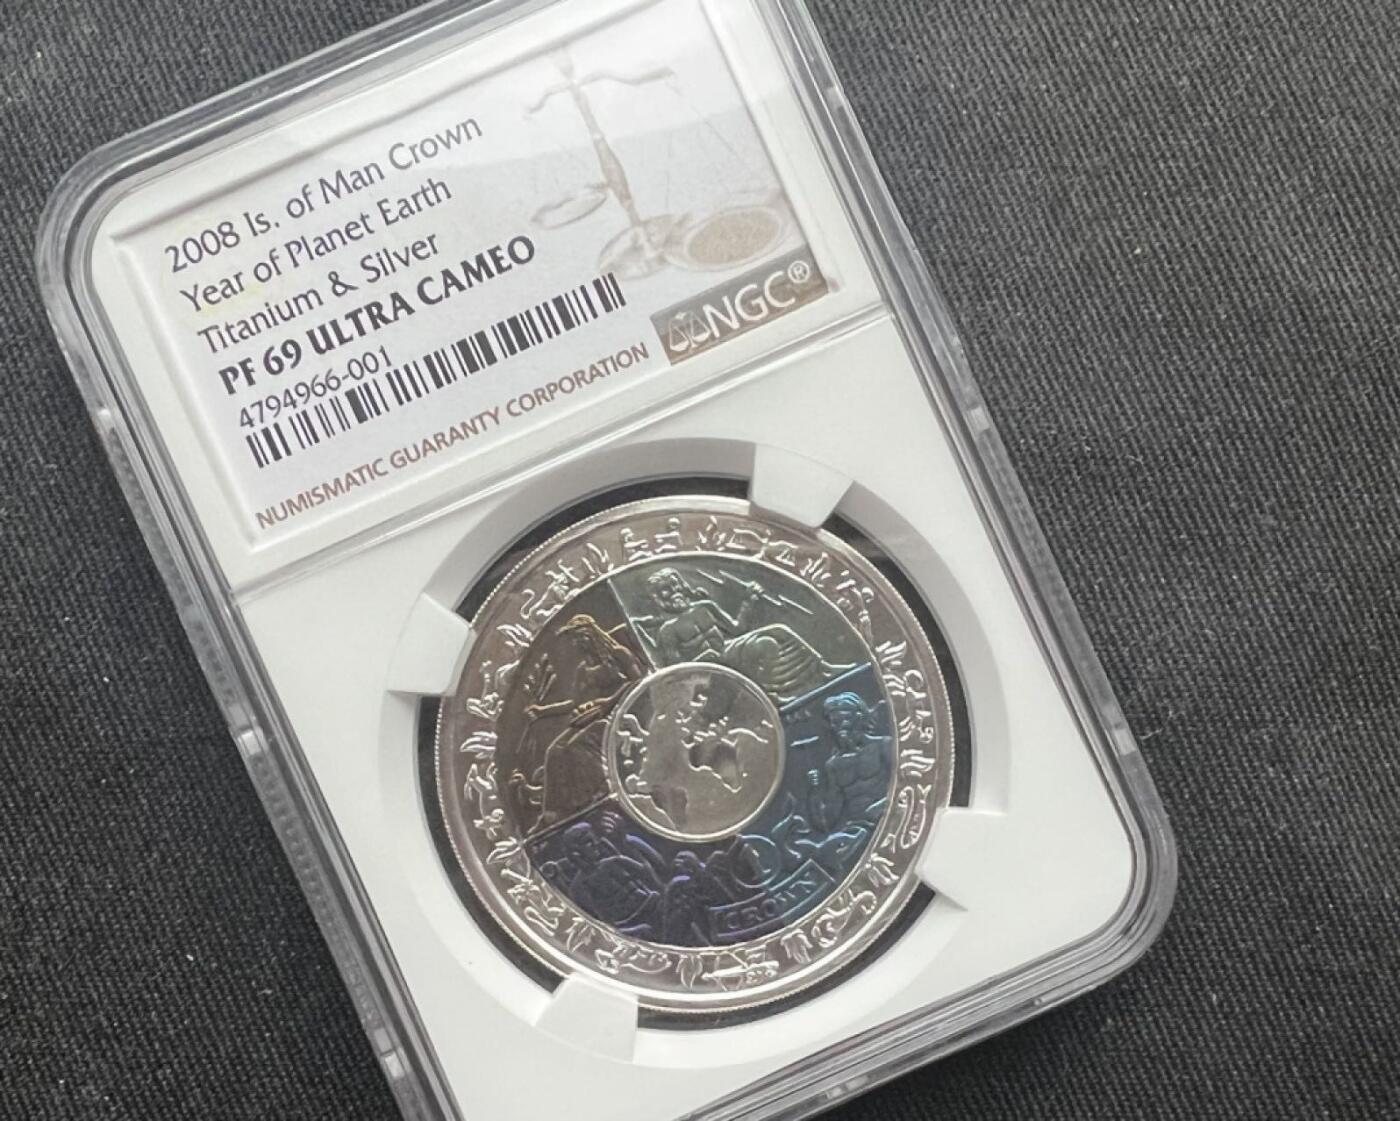 2008 Is. of Man Crown
Year of Planet Earth
Titanium & Silver
PF 69 ULTRA CAMEO
4794966-001
NGC®
NUMISMATIC GUARANTY CORPORATION
1
CROWN